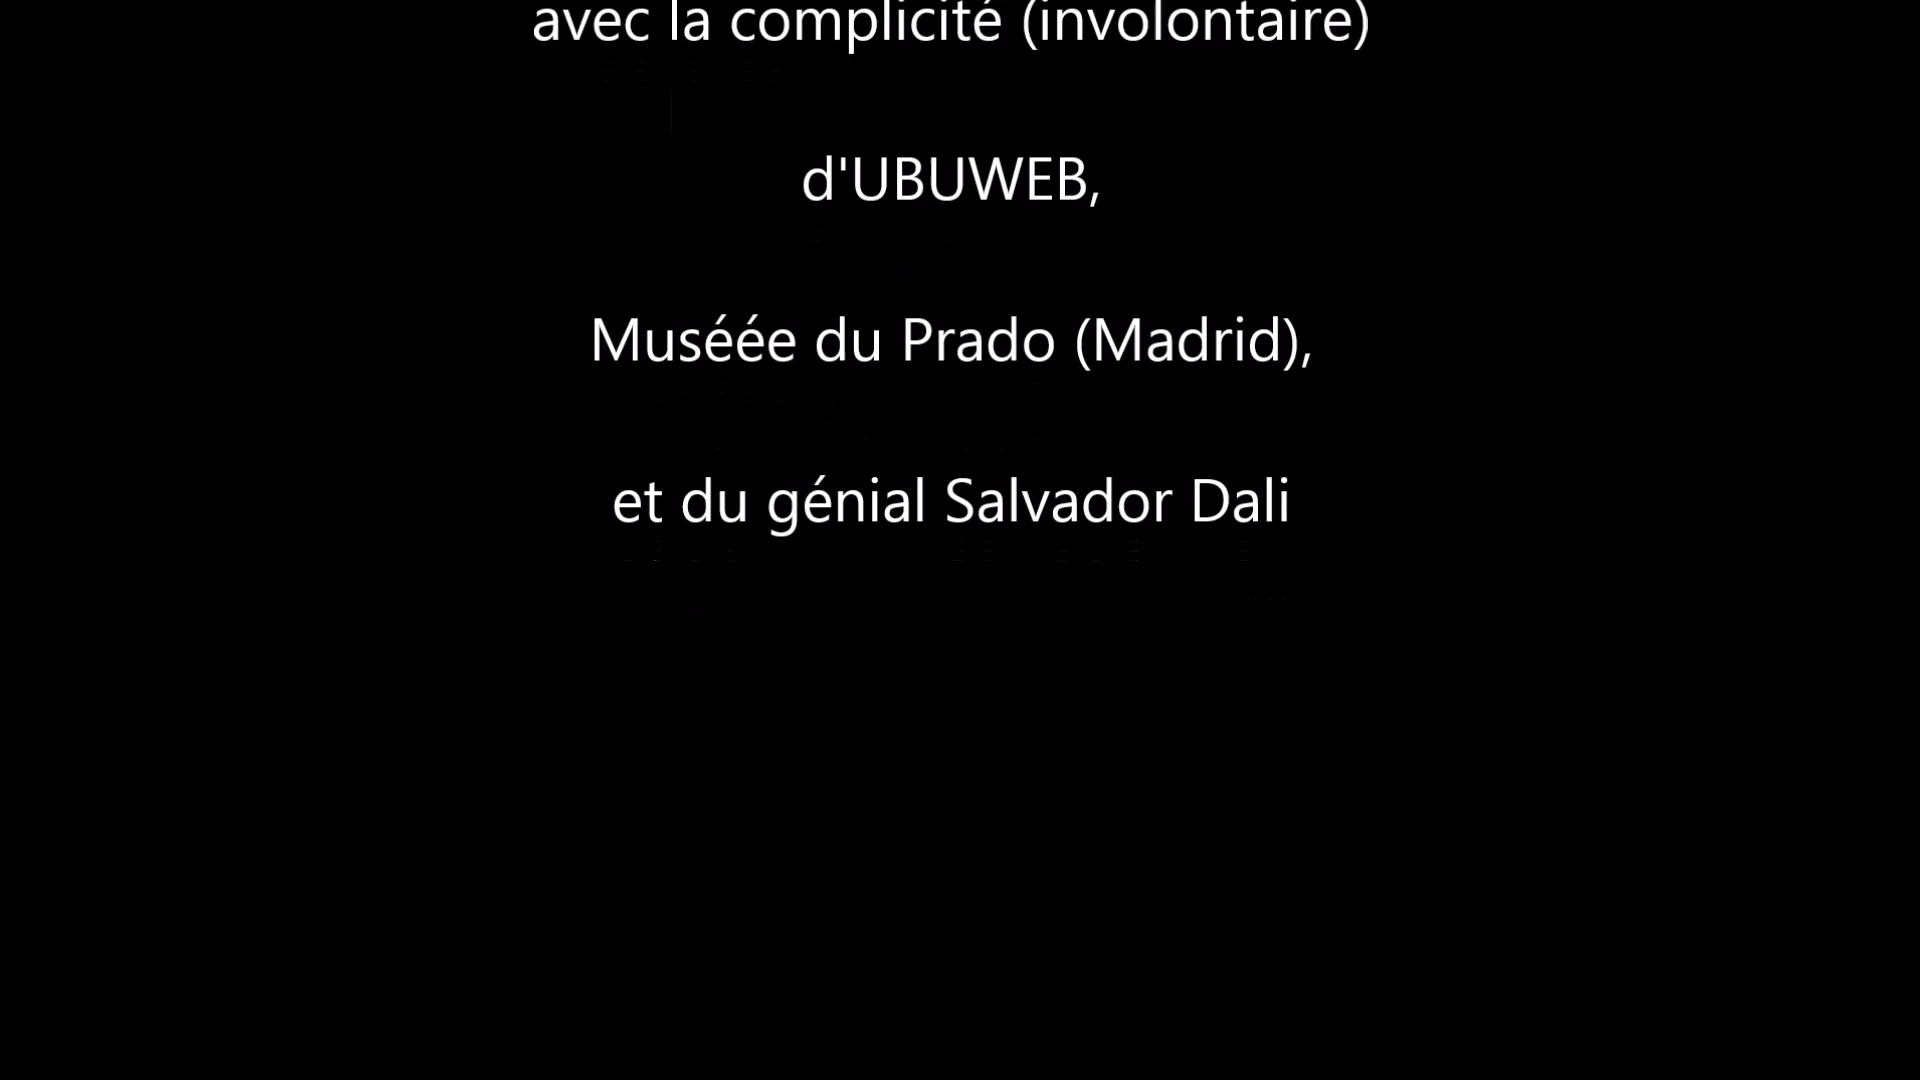 avec la complicité (involontaire)
d'UBUWEB,
Muséée du Prado (Madrid),
et du génial Salvador Dali